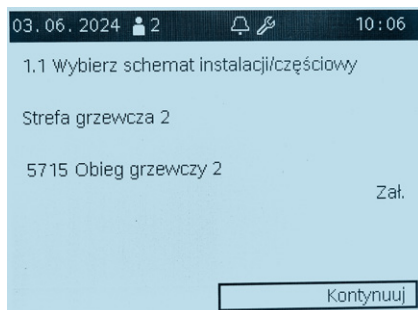 03.06.2024 2 10:06
1.1 Wybierz schemat instalacji/częściowy
Strefa grzewcza 2
5715 Obieg grzewczy 2
Zał.
Kontynuuj